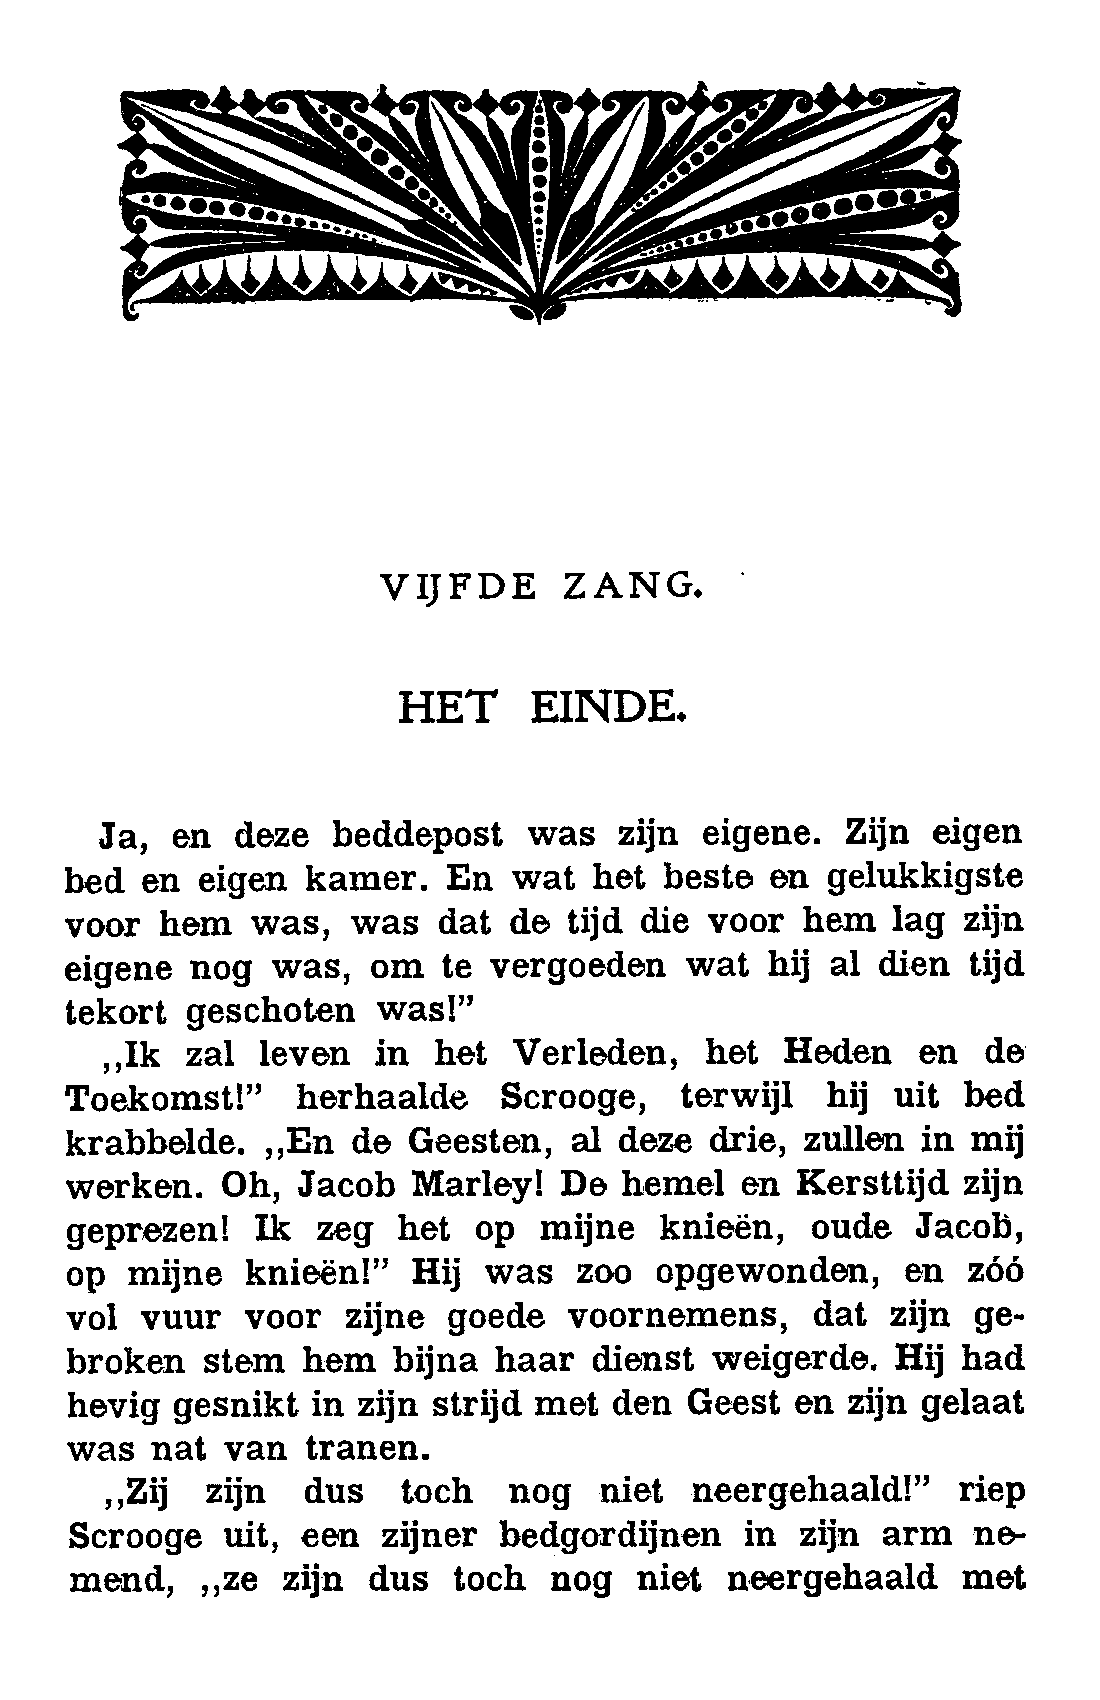 VIJFDE ZANG.
HET EINDE.
Ja, en deze beddepost was zijn eigene. Zijn eigen
bed en eigen kamer. En wat het beste en gelukkigste
voor hem was, was dat de tijd die voor hem lag zijn
eigene nog was, om te vergoeden wat hij al dien tijd
tekort geschoten was!”
,,Ik zal leven in het Verleden, het Heden en de
Toekomst!” herhaalde Scrooge, terwijl hij uit bed
krabbelde. ,,En de Geesten, al deze drie, zullen in mij
werken. Oh, Jacob Marley! De hemel en Kersttijd zijn
geprezen! Ik zeg het op mijne knieën, oude Jacob,
op mijne knieën!” Hij was zoo opgewonden, en zóó
vol vuur voor zijne goede voornemens, dat zijn ge-
broken stem hem bijna haar dienst weigerde. Hij had
hevig gesnikt in zijn strijd met den Geest en zijn gelaat
was nat van tranen.
,,Zij zijn dus toch nog niet neergehaald!” riep
Scrooge uit, een zijner bedgordijnen in zijn arm ne-
mend, ,,ze zijn dus toch nog niet neergehaald met